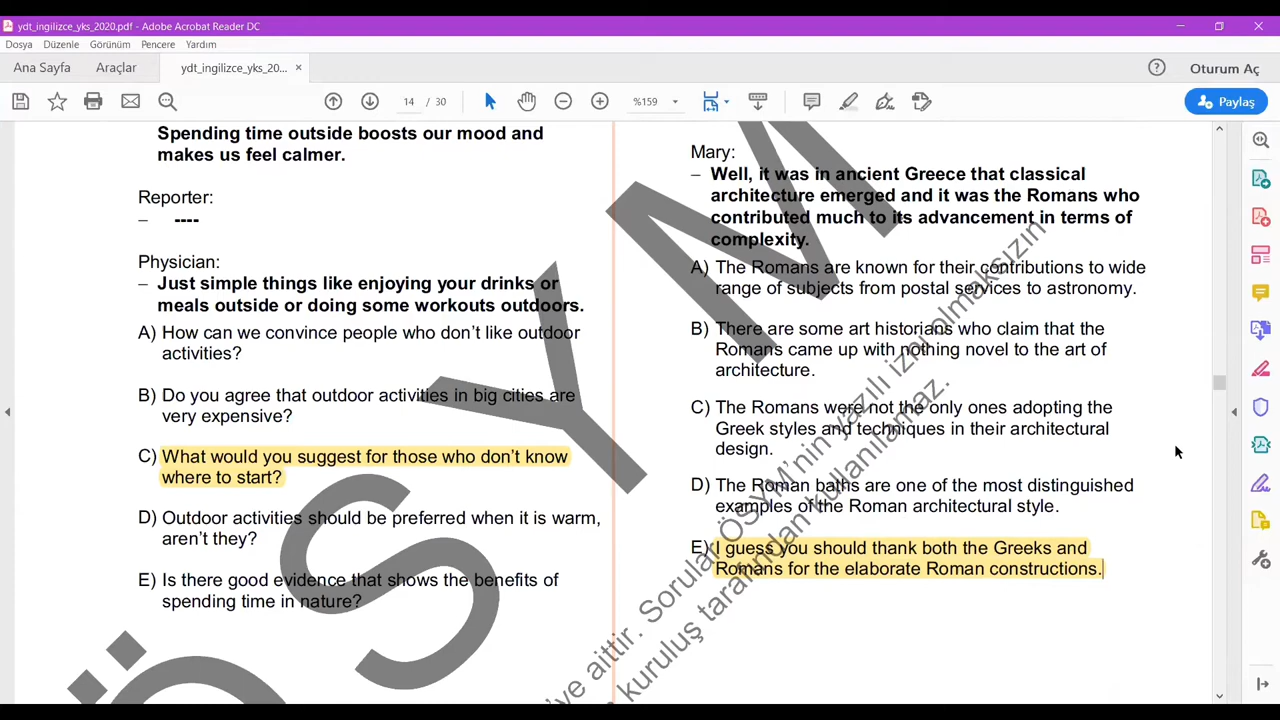 ydt_ingilizce_yks_2020.pdf - Adobe Acrobat Reader DC
Dosya Düzenle Görünüm Pencere Yardım
Ana Sayfa Araçlar ydt_ingilizce_yks_20... × Oturum Aç
14 / 30 %159 Paylaş
Spending time outside boosts our mood and
makes us feel calmer.
Reporter:
– ----
Physician:
– Just simple things like enjoying your drinks or
meals outside or doing some workouts outdoors.
A) How can we convince people who don’t like outdoor
activities?
B) Do you agree that outdoor activities in big cities are
very expensive?
C) What would you suggest for those who don’t know
where to start?
D) Outdoor activities should be preferred when it is warm,
aren’t they?
E) Is there good evidence that shows the benefits of
spending time in nature?
Mary:
– Well, it was in ancient Greece that classical
architecture emerged and it was the Romans who
contributed much to its advancement in terms of
complexity.
A) The Romans are known for their contributions to wide
range of subjects from postal services to astronomy.
B) There are some art historians who claim that the
Romans came up with nothing novel to the art of
architecture.
C) The Romans were not the only ones adopting the
Greek styles and techniques in their architectural
design.
D) The Roman baths are one of the most distinguished
examples of the Roman architectural style.
E) I guess you should thank both the Greeks and
Romans for the elaborate Roman constructions.
ÖSYM
aittir. Sorular ÖSYM’nin yazılı izni olmaksızın
kuruluş tarafından kullanılamaz.